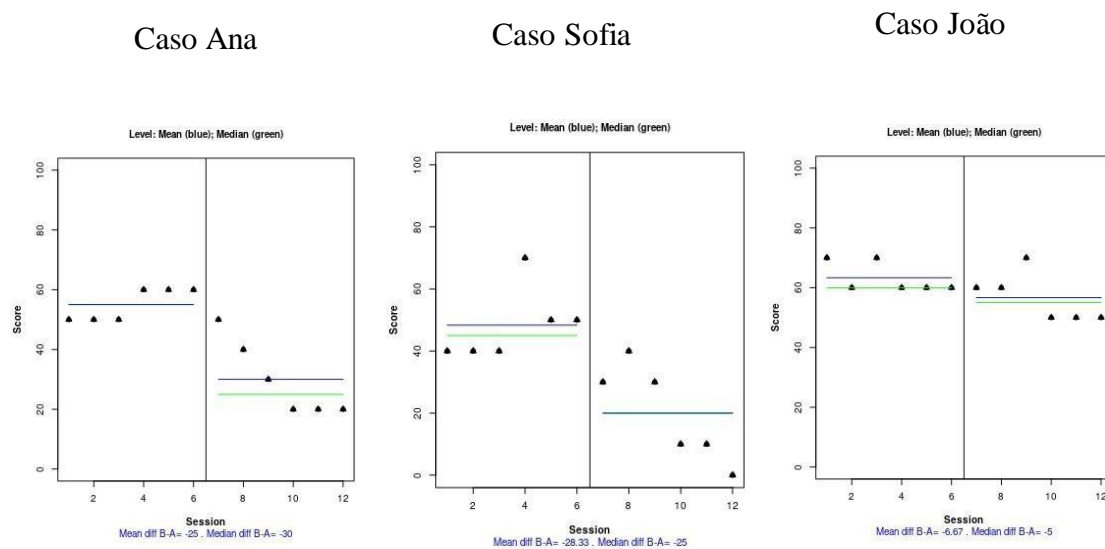 Caso Ana
Caso Sofia
Caso João
Level: Mean (blue); Median (green)
Score
100
80
60
40
20
0
2 4 6 8 10 12
Session
Mean diff B-A= -25 . Median diff B-A= -30
Level: Mean (blue); Median (green)
Score
100
80
60
40
20
0
2 4 6 8 10 12
Session
Mean diff B-A= -28.33 . Median diff B-A= -25
Level: Mean (blue); Median (green)
Score
100
80
60
40
20
0
2 4 6 8 10 12
Session
Mean diff B-A= -6.67 . Median diff B-A= -5